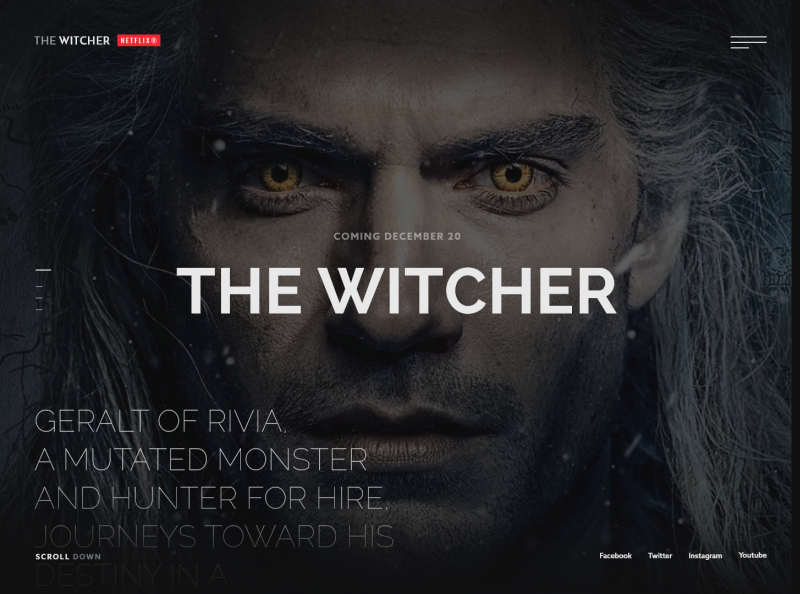 THE WITCHER NETFLIX®
COMING DECEMBER 20
THE WITCHER
GERALT OF RIVIA,
A MUTATED MONSTER
AND HUNTER FOR HIRE,
JOURNEYS TOWARD HIS
SCROLL DOWN
Facebook Twitter Instagram Youtube
DESTINY IN A